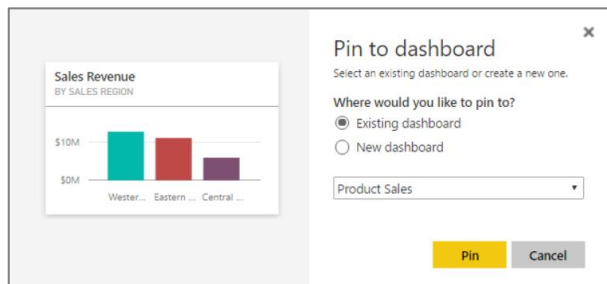 Sales Revenue
BY SALES REGION
$10M
$0M
Wester... Eastern ... Central ...
Pin to dashboard
Select an existing dashboard or create a new one.
Where would you like to pin to?
Existing dashboard
New dashboard
Product Sales
Pin Cancel